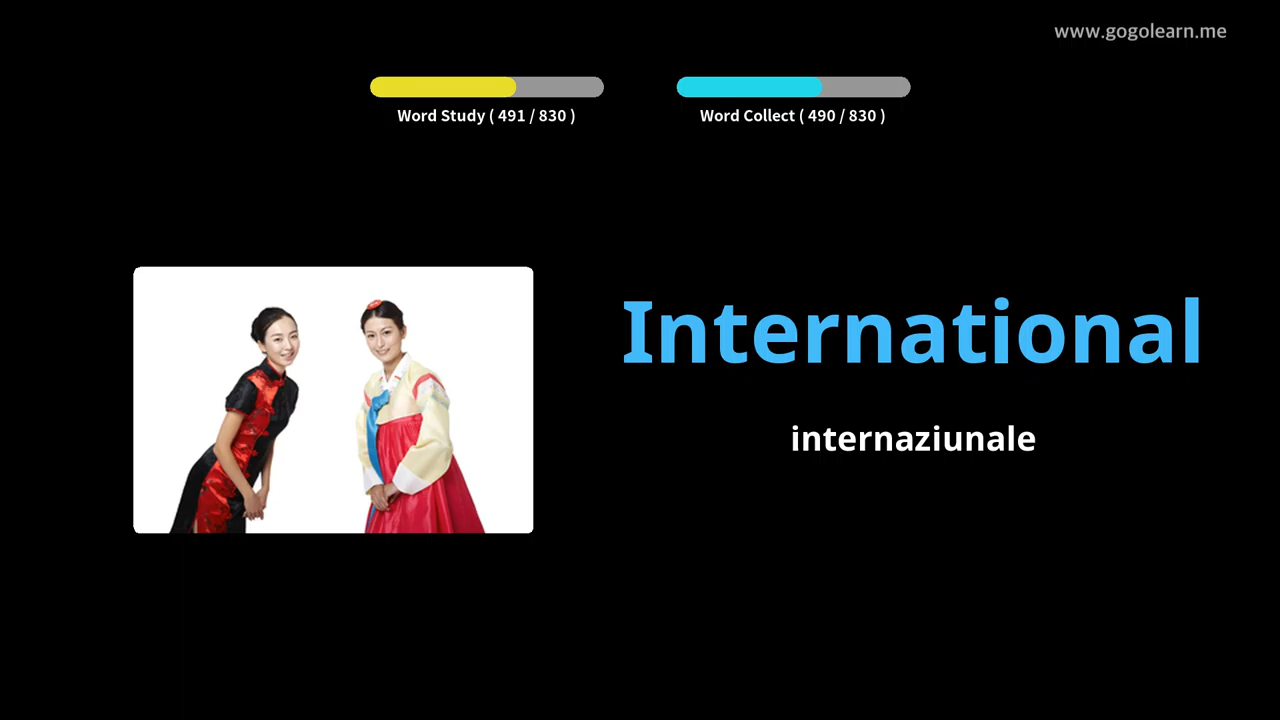 www.gogolearn.me
Word Study ( 491 / 830 )
Word Collect ( 490 / 830 )
International
internaziunale